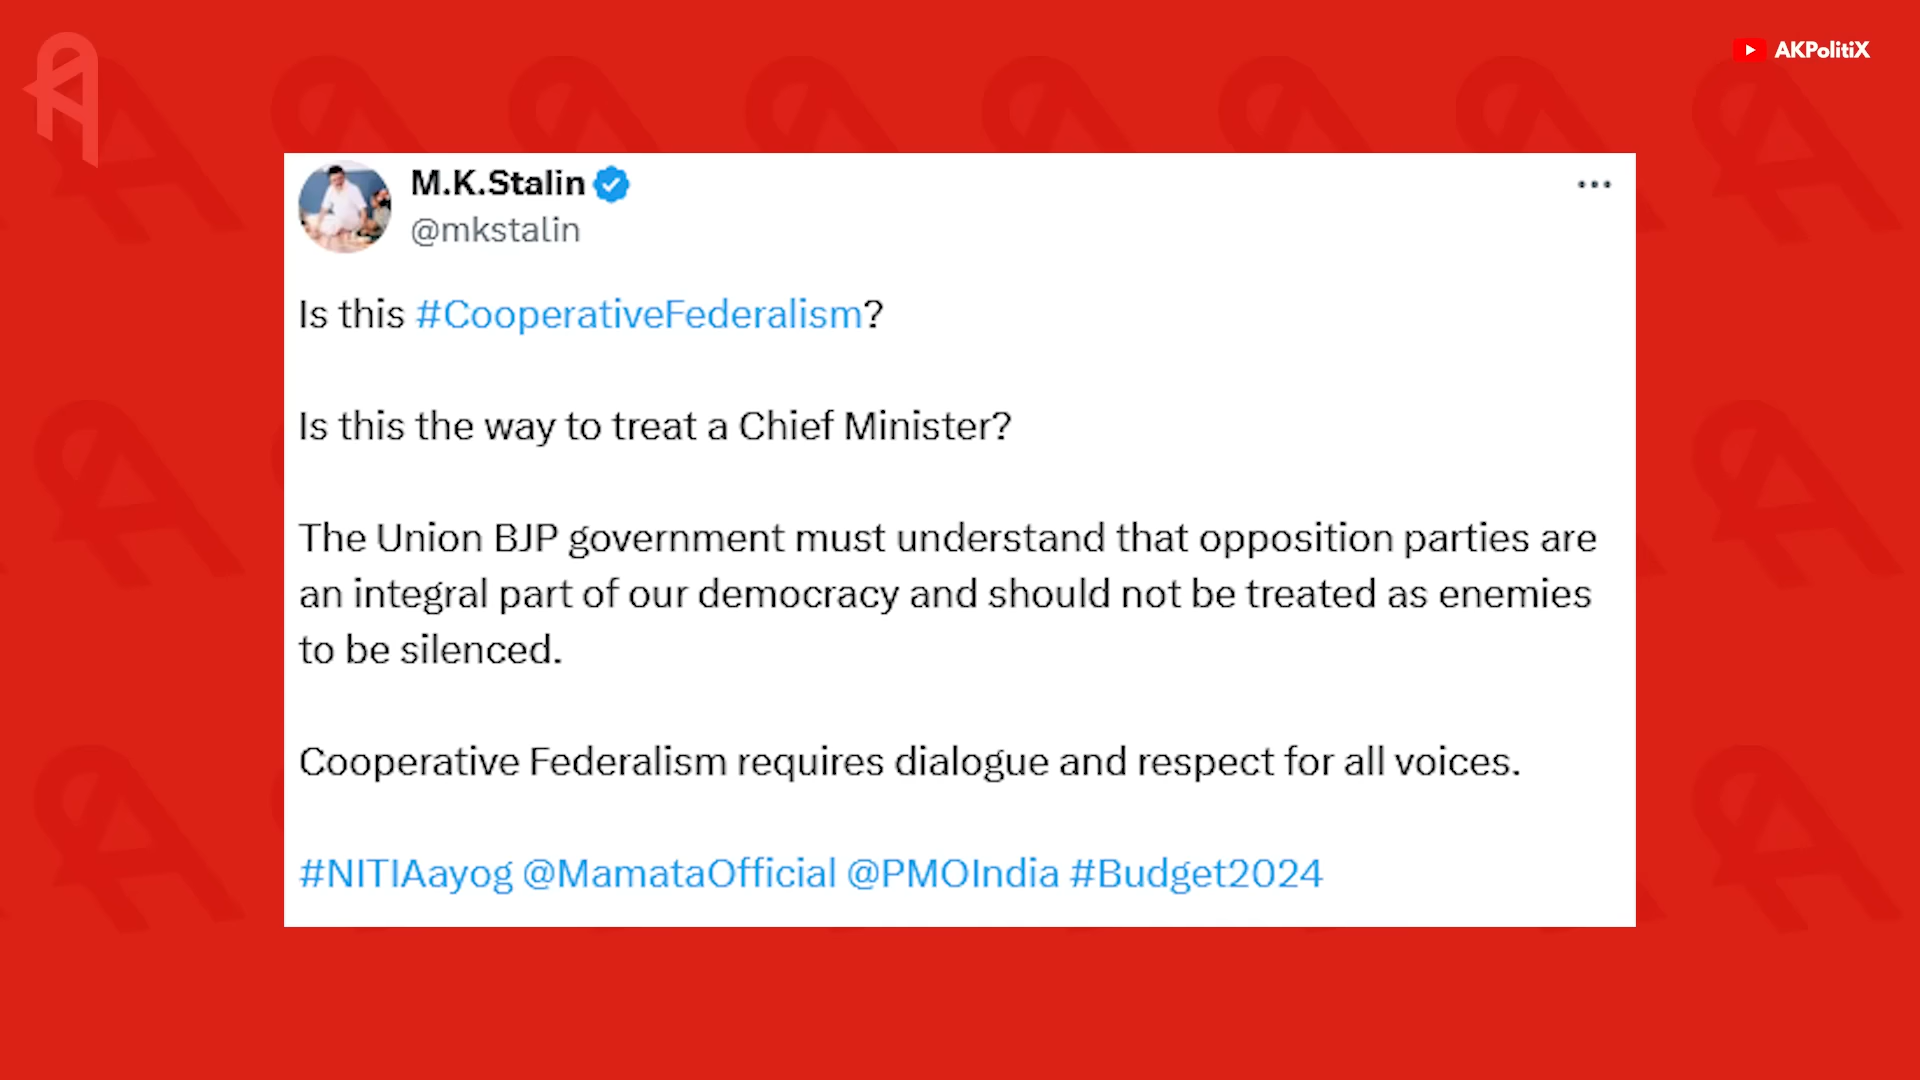 AKPolitiX
M.K.Stalin
@mkstalin
Is this #CooperativeFederalism?
Is this the way to treat a Chief Minister?
The Union BJP government must understand that opposition parties are
an integral part of our democracy and should not be treated as enemies
to be silenced.
Cooperative Federalism requires dialogue and respect for all voices.
#NITIAayog @MamataOfficial @PMOIndia #Budget2024